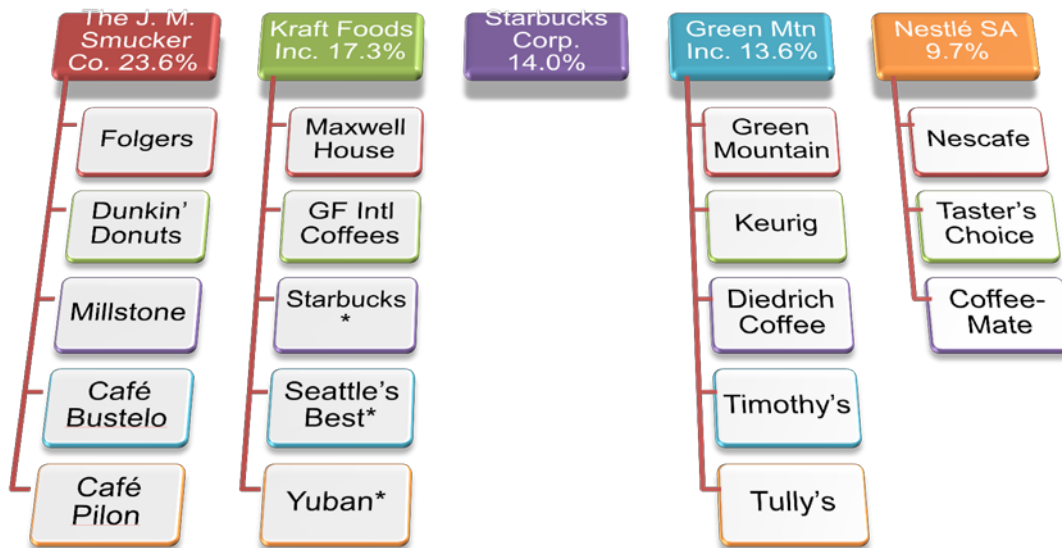 The J. M.
Smucker
Co. 23.6%
Folgers
Dunkin’
Donuts
Millstone
Café
Bustelo
Café
Pilon
Kraft Foods
Inc. 17.3%
Maxwell
House
GF Intl
Coffees
Starbucks
*
Seattle’s
Best*
Yuban*
Starbucks
Corp.
14.0%
Green Mtn
Inc. 13.6%
Green
Mountain
Keurig
Diedrich
Coffee
Timothy’s
Tully’s
Nestlé SA
9.7%
Nescafe
Taster’s
Choice
Coffee-
Mate